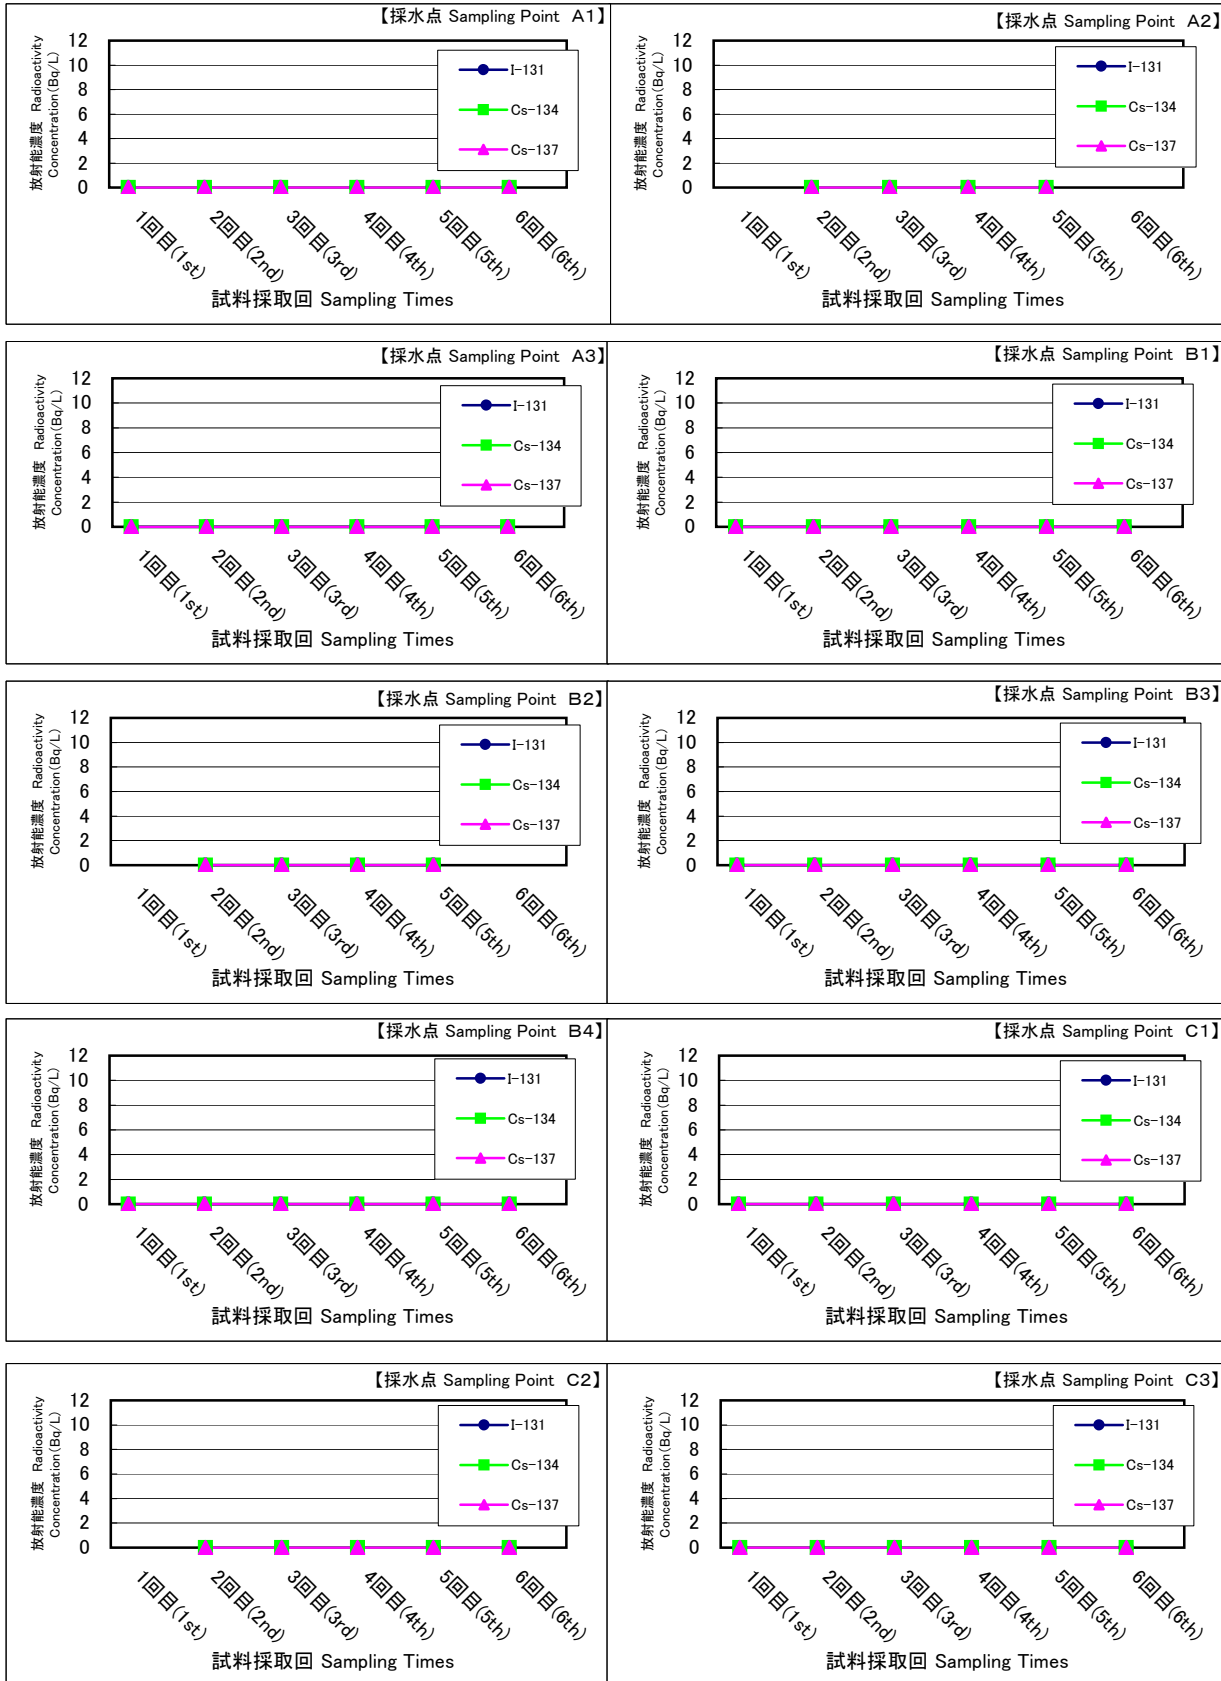 【採水点 Sampling Point A1】
放射能濃度 Radioactivity
Concentration(Bq/L)
12
10
8
6
4
2
0
I-131
Cs-134
Cs-137
1回目(1st)
2回目(2nd)
3回目(3rd)
4回目(4th)
5回目(5th)
6回目(6th)
試料採取回 Sampling Times
【採水点 Sampling Point A2】
放射能濃度 Radioactivity
Concentration(Bq/L)
12
10
8
6
4
2
0
I-131
Cs-134
Cs-137
1回目(1st)
2回目(2nd)
3回目(3rd)
4回目(4th)
5回目(5th)
6回目(6th)
試料採取回 Sampling Times
【採水点 Sampling Point A3】
放射能濃度 Radioactivity
Concentration(Bq/L)
12
10
8
6
4
2
0
I-131
Cs-134
Cs-137
1回目(1st)
2回目(2nd)
3回目(3rd)
4回目(4th)
5回目(5th)
6回目(6th)
試料採取回 Sampling Times
【採水点 Sampling Point B1】
放射能濃度 Radioactivity
Concentration(Bq/L)
12
10
8
6
4
2
0
I-131
Cs-134
Cs-137
1回目(1st)
2回目(2nd)
3回目(3rd)
4回目(4th)
5回目(5th)
6回目(6th)
試料採取回 Sampling Times
【採水点 Sampling Point B2】
放射能濃度 Radioactivity
Concentration(Bq/L)
12
10
8
6
4
2
0
I-131
Cs-134
Cs-137
1回目(1st)
2回目(2nd)
3回目(3rd)
4回目(4th)
5回目(5th)
6回目(6th)
試料採取回 Sampling Times
【採水点 Sampling Point B3】
放射能濃度 Radioactivity
Concentration(Bq/L)
12
10
8
6
4
2
0
I-131
Cs-134
Cs-137
1回目(1st)
2回目(2nd)
3回目(3rd)
4回目(4th)
5回目(5th)
6回目(6th)
試料採取回 Sampling Times
【採水点 Sampling Point B4】
放射能濃度 Radioactivity
Concentration(Bq/L)
12
10
8
6
4
2
0
I-131
Cs-134
Cs-137
1回目(1st)
2回目(2nd)
3回目(3rd)
4回目(4th)
5回目(5th)
6回目(6th)
試料採取回 Sampling Times
【採水点 Sampling Point C1】
放射能濃度 Radioactivity
Concentration(Bq/L)
12
10
8
6
4
2
0
I-131
Cs-134
Cs-137
1回目(1st)
2回目(2nd)
3回目(3rd)
4回目(4th)
5回目(5th)
6回目(6th)
試料採取回 Sampling Times
【採水点 Sampling Point C2】
放射能濃度 Radioactivity
Concentration(Bq/L)
12
10
8
6
4
2
0
I-131
Cs-134
Cs-137
1回目(1st)
2回目(2nd)
3回目(3rd)
4回目(4th)
5回目(5th)
6回目(6th)
試料採取回 Sampling Times
【採水点 Sampling Point C3】
放射能濃度 Radioactivity
Concentration(Bq/L)
12
10
8
6
4
2
0
I-131
Cs-134
Cs-137
1回目(1st)
2回目(2nd)
3回目(3rd)
4回目(4th)
5回目(5th)
6回目(6th)
試料採取回 Sampling Times